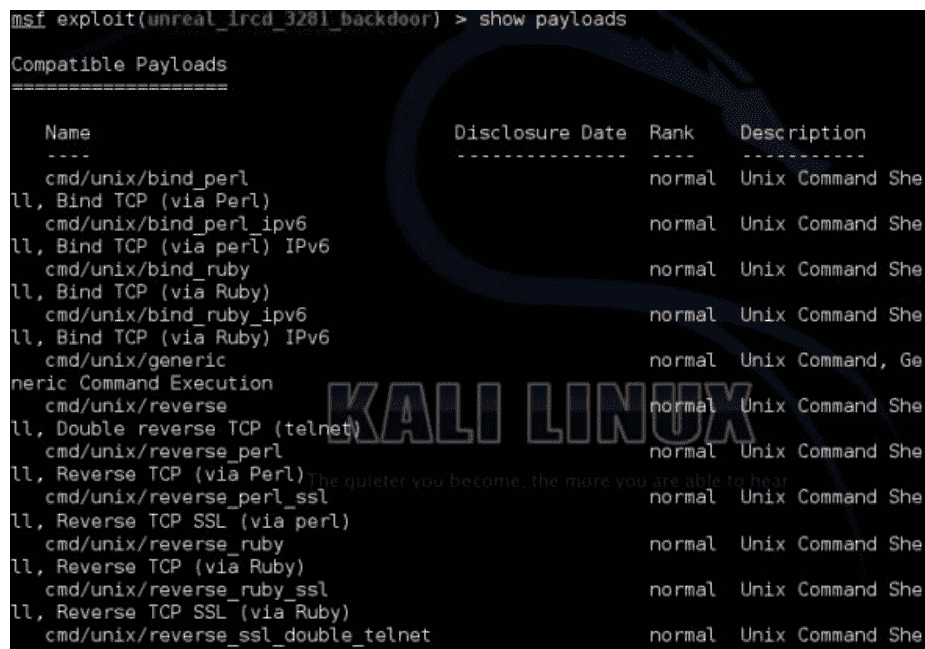 msf exploit(unreal_ircd_3281_backdoor) > show payloads
Compatible Payloads
===================
Name Disclosure Date Rank Description
---- --------------- ---- -----------
cmd/unix/bind_perl normal Unix Command She
ll, Bind TCP (via Perl)
cmd/unix/bind_perl_ipv6 normal Unix Command She
ll, Bind TCP (via perl) IPv6
cmd/unix/bind_ruby normal Unix Command She
ll, Bind TCP (via Ruby)
cmd/unix/bind_ruby_ipv6 normal Unix Command She
ll, Bind TCP (via Ruby) IPv6
cmd/unix/generic normal Unix Command, Ge
neric Command Execution
KALI LINUX
cmd/unix/reverse normal Unix Command She
ll, Double reverse TCP (telnet)
cmd/unix/reverse_perl normal Unix Command She
ll, Reverse TCP (via Perl)
The quieter you become, the more you are able to hear
cmd/unix/reverse_perl_ssl normal Unix Command She
ll, Reverse TCP SSL (via perl)
cmd/unix/reverse_ruby normal Unix Command She
ll, Reverse TCP (via Ruby)
cmd/unix/reverse_ruby_ssl normal Unix Command She
ll, Reverse TCP SSL (via Ruby)
cmd/unix/reverse_ssl_double_telnet normal Unix Command She